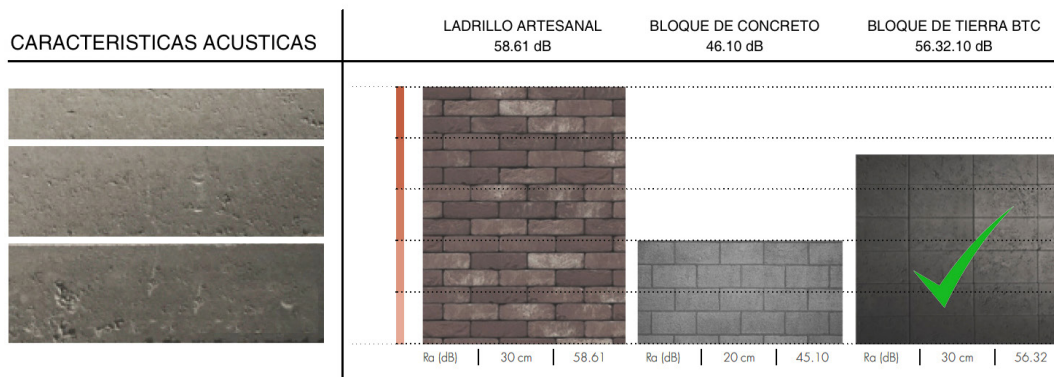 CARACTERISTICAS ACUSTICAS
LADRILLO ARTESANAL
58.61 dB
BLOQUE DE CONCRETO
46.10 dB
BLOQUE DE TIERRA BTC
56.32.10 dB
Ra (dB) | 30 cm | 58.61
Ra (dB) | 20 cm | 45.10
Ra (dB) | 30 cm | 56.32